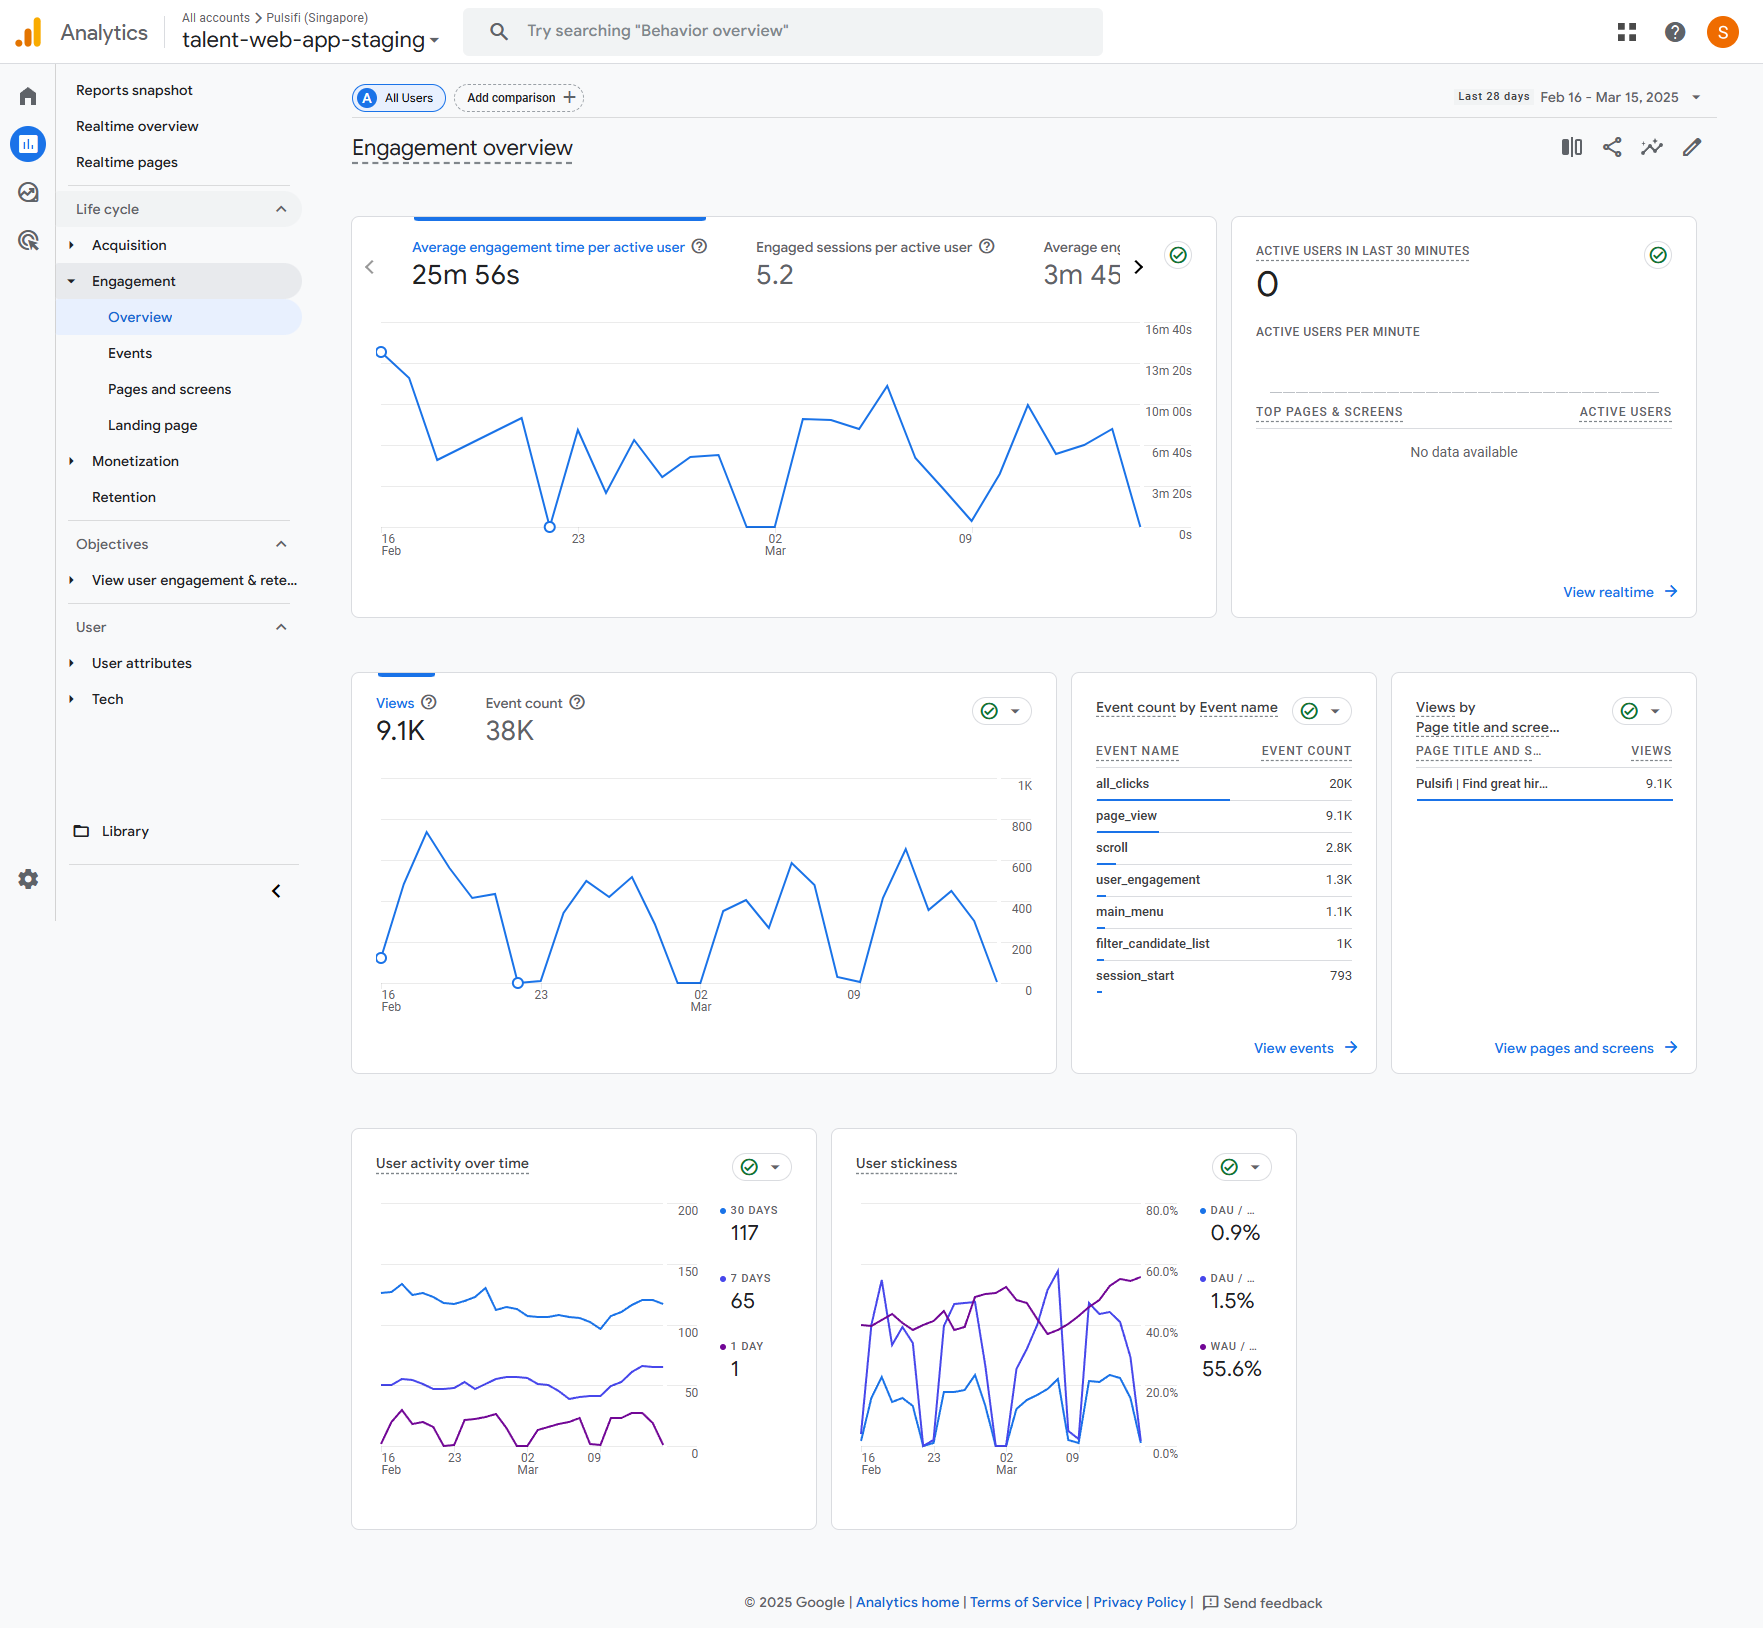 Analytics
All accounts > Pulsifi (Singapore)
talent-web-app-staging
Try searching "Behavior overview"
S
Reports snapshot
Realtime overview
Realtime pages
Life cycle
Acquisition
Engagement
Overview
Events
Pages and screens
Landing page
Monetization
Retention
Objectives
View user engagement & rete...
User
User attributes
Tech
Library
A All Users
Add comparison
Last 28 days Feb 16 - Mar 15, 2025
Engagement overview
Average engagement time per active user
25m 56s
Engaged sessions per active user
5.2
Average eng
3m 45
16m 40s
13m 20s
10m 00s
6m 40s
3m 20s
0s
16
Feb
23
02
Mar
09
ACTIVE USERS IN LAST 30 MINUTES
0
ACTIVE USERS PER MINUTE
TOP PAGES & SCREENS ACTIVE USERS
No data available
View realtime
Views
9.1K
Event count
38K
1K
800
600
400
200
0
16
Feb
23
02
Mar
09
Event count by Event name
EVENT NAME EVENT COUNT
all_clicks 20K
page_view 9.1K
scroll 2.8K
user_engagement 1.3K
main_menu 1.1K
filter_candidate_list 1K
session_start 793
View events
Views by
Page title and scree...
PAGE TITLE AND S... VIEWS
Pulsifi | Find great hir... 9.1K
View pages and screens
User activity over time
200
150
100
50
0
16
Feb
23
02
Mar
09
30 DAYS
117
7 DAYS
65
1 DAY
1
User stickiness
80.0%
60.0%
40.0%
20.0%
0.0%
16
Feb
23
02
Mar
09
DAU / ...
0.9%
DAU / ...
1.5%
WAU / ...
55.6%
© 2025 Google | Analytics home | Terms of Service | Privacy Policy | Send feedback